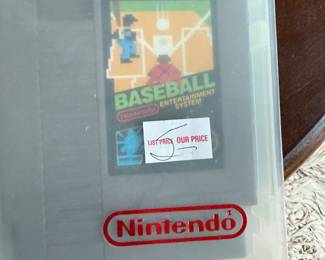 BASEBALL
Nintendo
ENTERTAINMENT
SYSTEM
LIST PRICE OUR PRICE
5
Nintendo